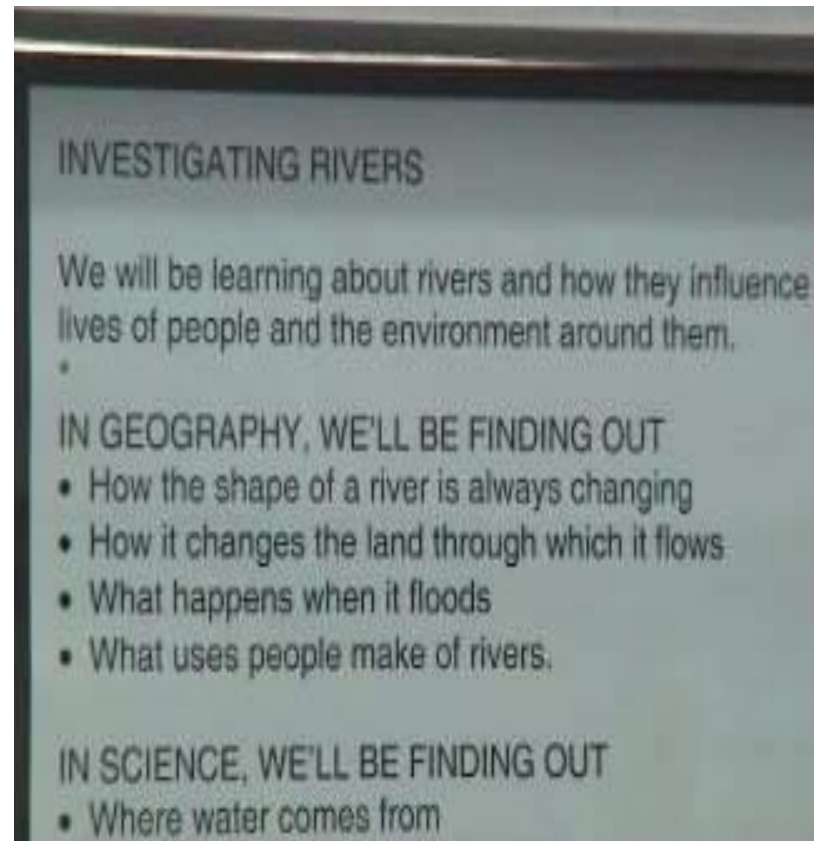 INVESTIGATING RIVERS
We will be learning about rivers and how they influence
lives of people and the environment around them.
IN GEOGRAPHY, WE'LL BE FINDING OUT
• How the shape of a river is always changing
• How it changes the land through which it flows
• What happens when it floods
• What uses people make of rivers.
IN SCIENCE, WE'LL BE FINDING OUT
• Where water comes from